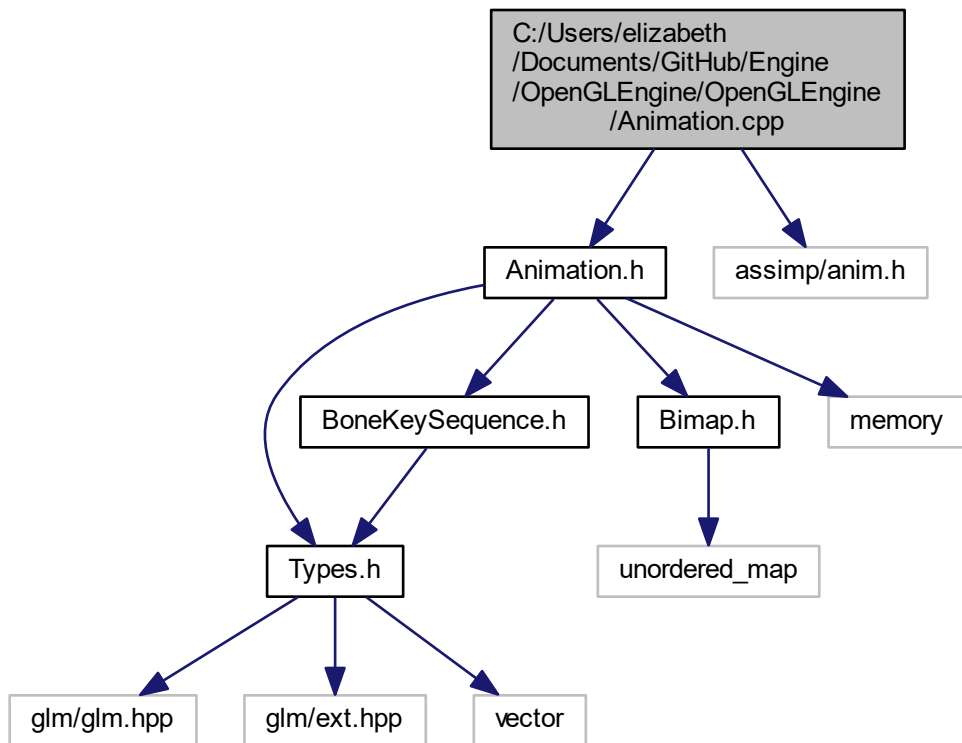 C:/Users/elizabeth
/Documents/GitHub/Engine
/OpenGLEngine/OpenGLEngine
/Animation.cpp
Animation.h
assimp/anim.h
BoneKeySequence.h
Bimap.h
memory
Types.h
unordered_map
glm/glm.hpp
glm/ext.hpp
vector